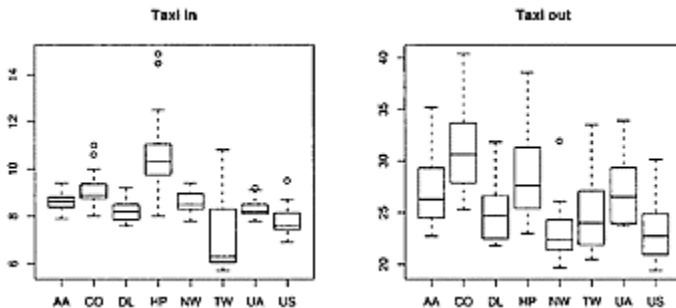 Taxi in
Taxi out
14
12
10
8
6
AA CO DL HP NW TW UA US
40
35
30
25
20
AA CO DL HP NW TW UA US